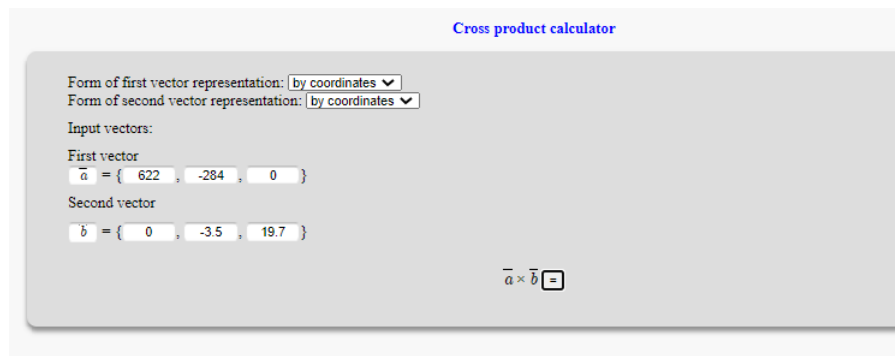 Cross product calculator
Form of first vector representation: by coordinates
Form of second vector representation: by coordinates
Input vectors:
First vector
a̅ = { 622 , -284 , 0 }
Second vector
b̅ = { 0 , -3.5 , 19.7 }
a̅ × b̅ =